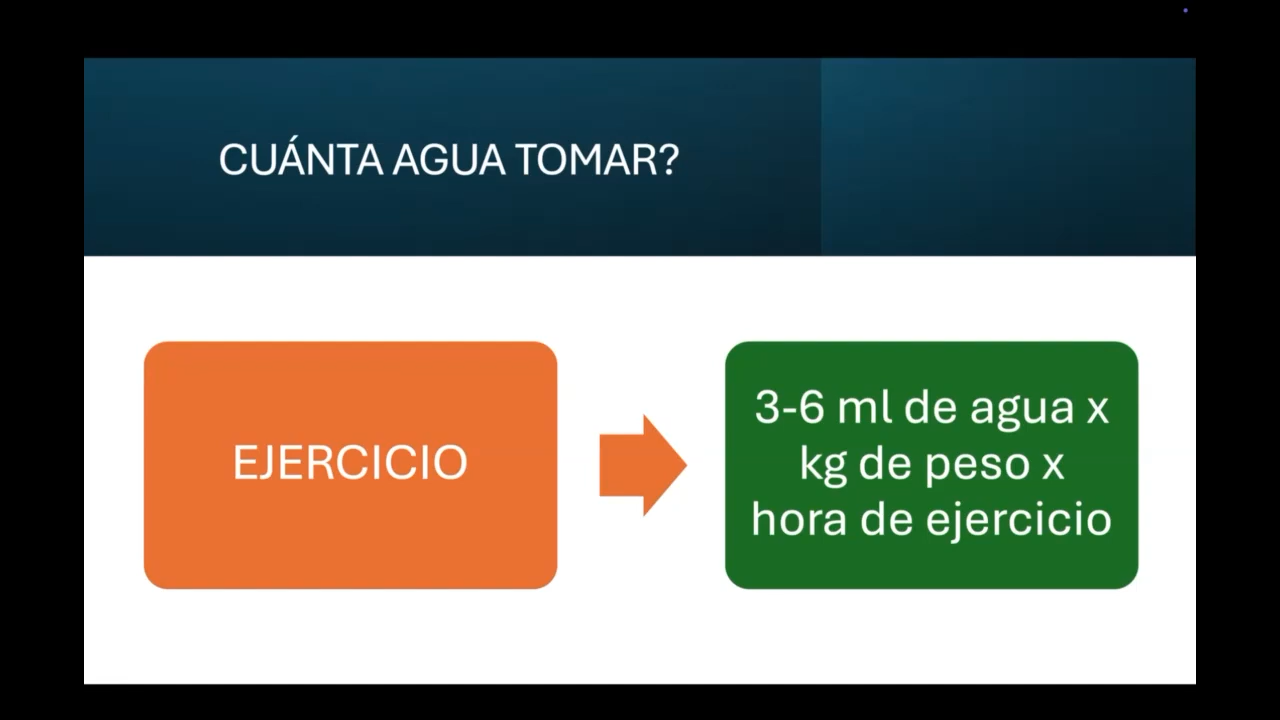 CUÁNTA AGUA TOMAR?
EJERCICIO
3-6 ml de agua x
kg de peso x
hora de ejercicio